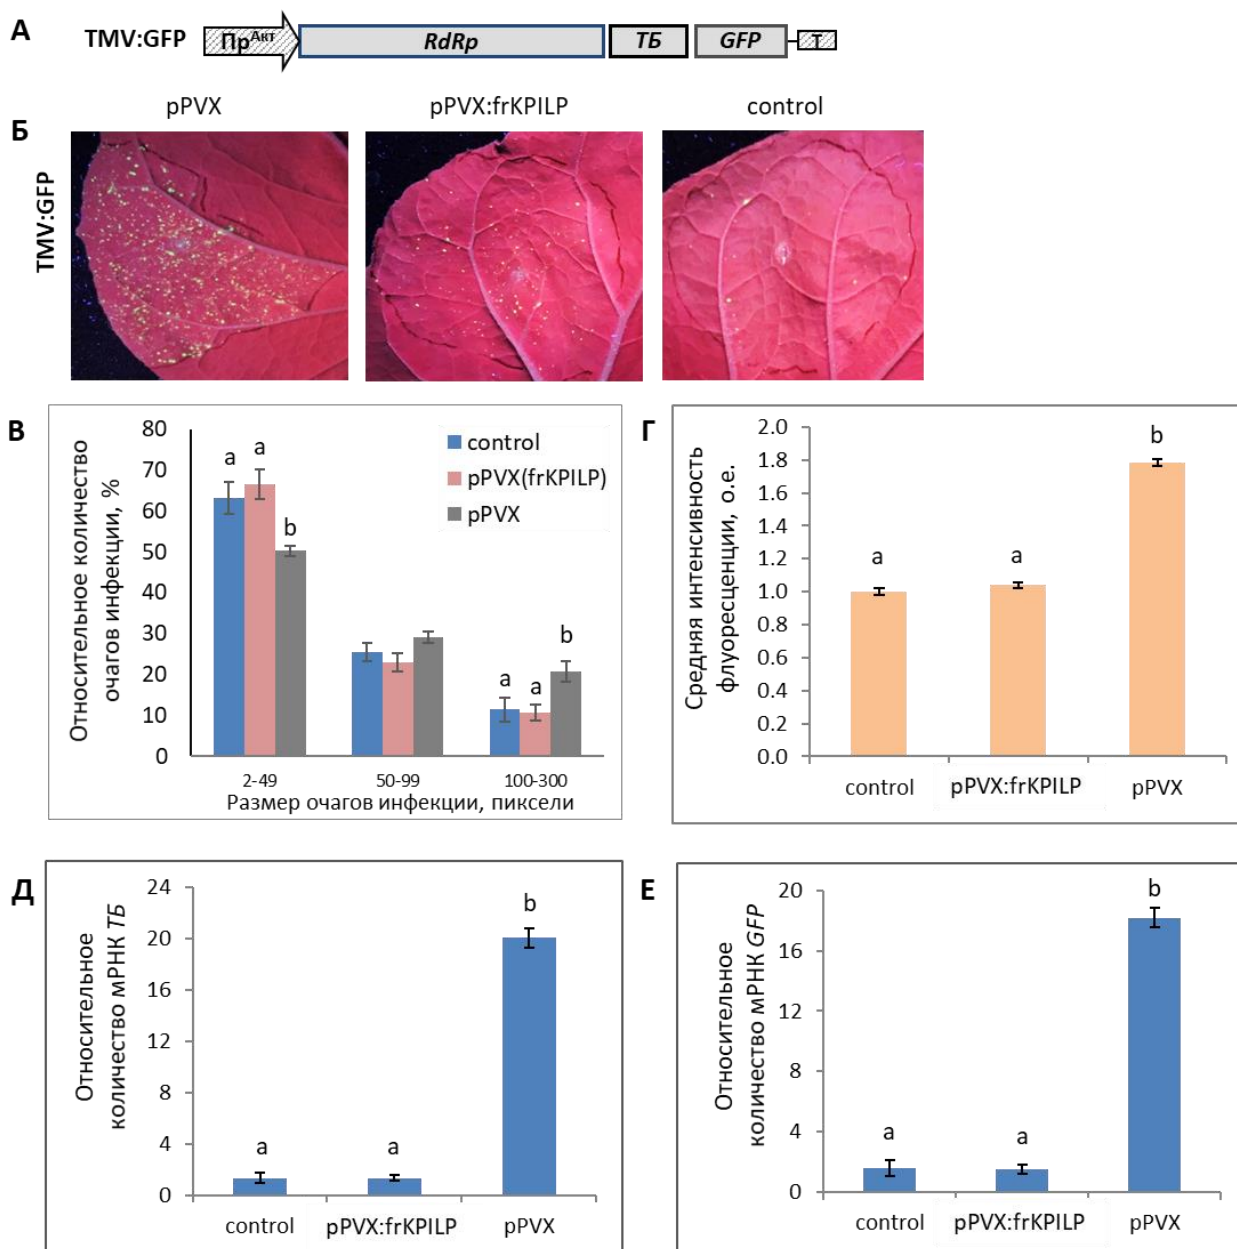 А
TMV:GFP
Пр^Акт
RdRp
ТБ
GFP
Т
Б
pPVX
pPVX:frKPILP
control
TMV:GFP
В
Относительное количество
очагов инфекции, %
80
70
60
50
40
30
20
10
0
a
a
b
a
a
b
control
pPVX(frKPILP)
pPVX
2-49
50-99
100-300
Размер очагов инфекции, пиксели
Г
Средняя интенсивность
флуоресценции, о.е.
2.0
1.8
1.6
1.4
1.2
1.0
0.8
0.6
0.4
0.2
0.0
a
a
b
control
pPVX:frKPILP
pPVX
Д
Относительное
количество мРНК ТБ
24
20
16
12
8
4
0
a
a
b
control
pPVX:frKPILP
pPVX
Е
Относительное
количество мРНК GFP
20
16
12
8
4
0
a
a
b
control
pPVX:frKPILP
pPVX